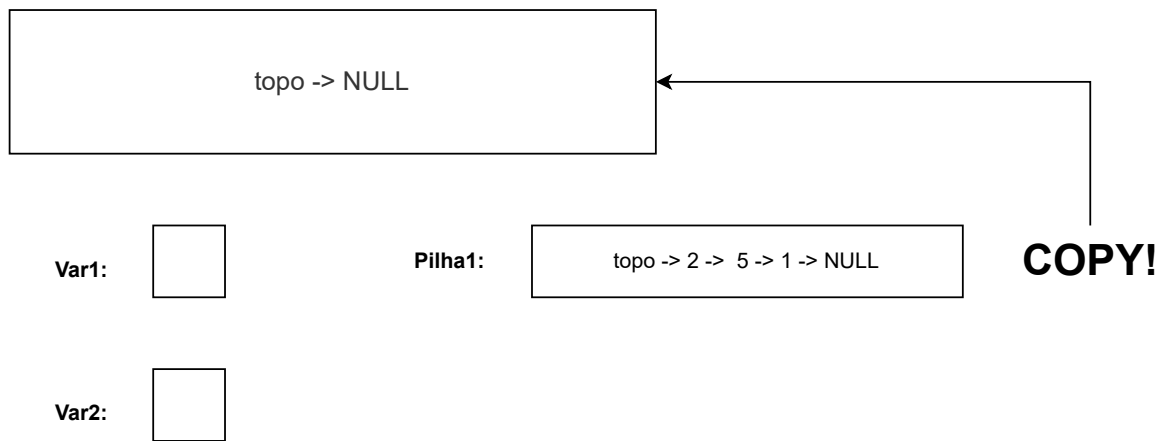 topo -> NULL
Var1:
Pilha1:
topo -> 2 ->  5 -> 1 -> NULL
COPY!
Var2: